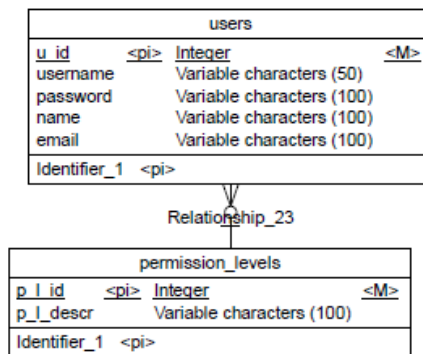 users
u_id <pi> Integer <M>
username Variable characters (50)
password Variable characters (100)
name Variable characters (100)
email Variable characters (100)
Identifier_1 <pi>
Relationship_23
permission_levels
p_l_id <pi> Integer <M>
p_l_descr Variable characters (100)
Identifier_1 <pi>